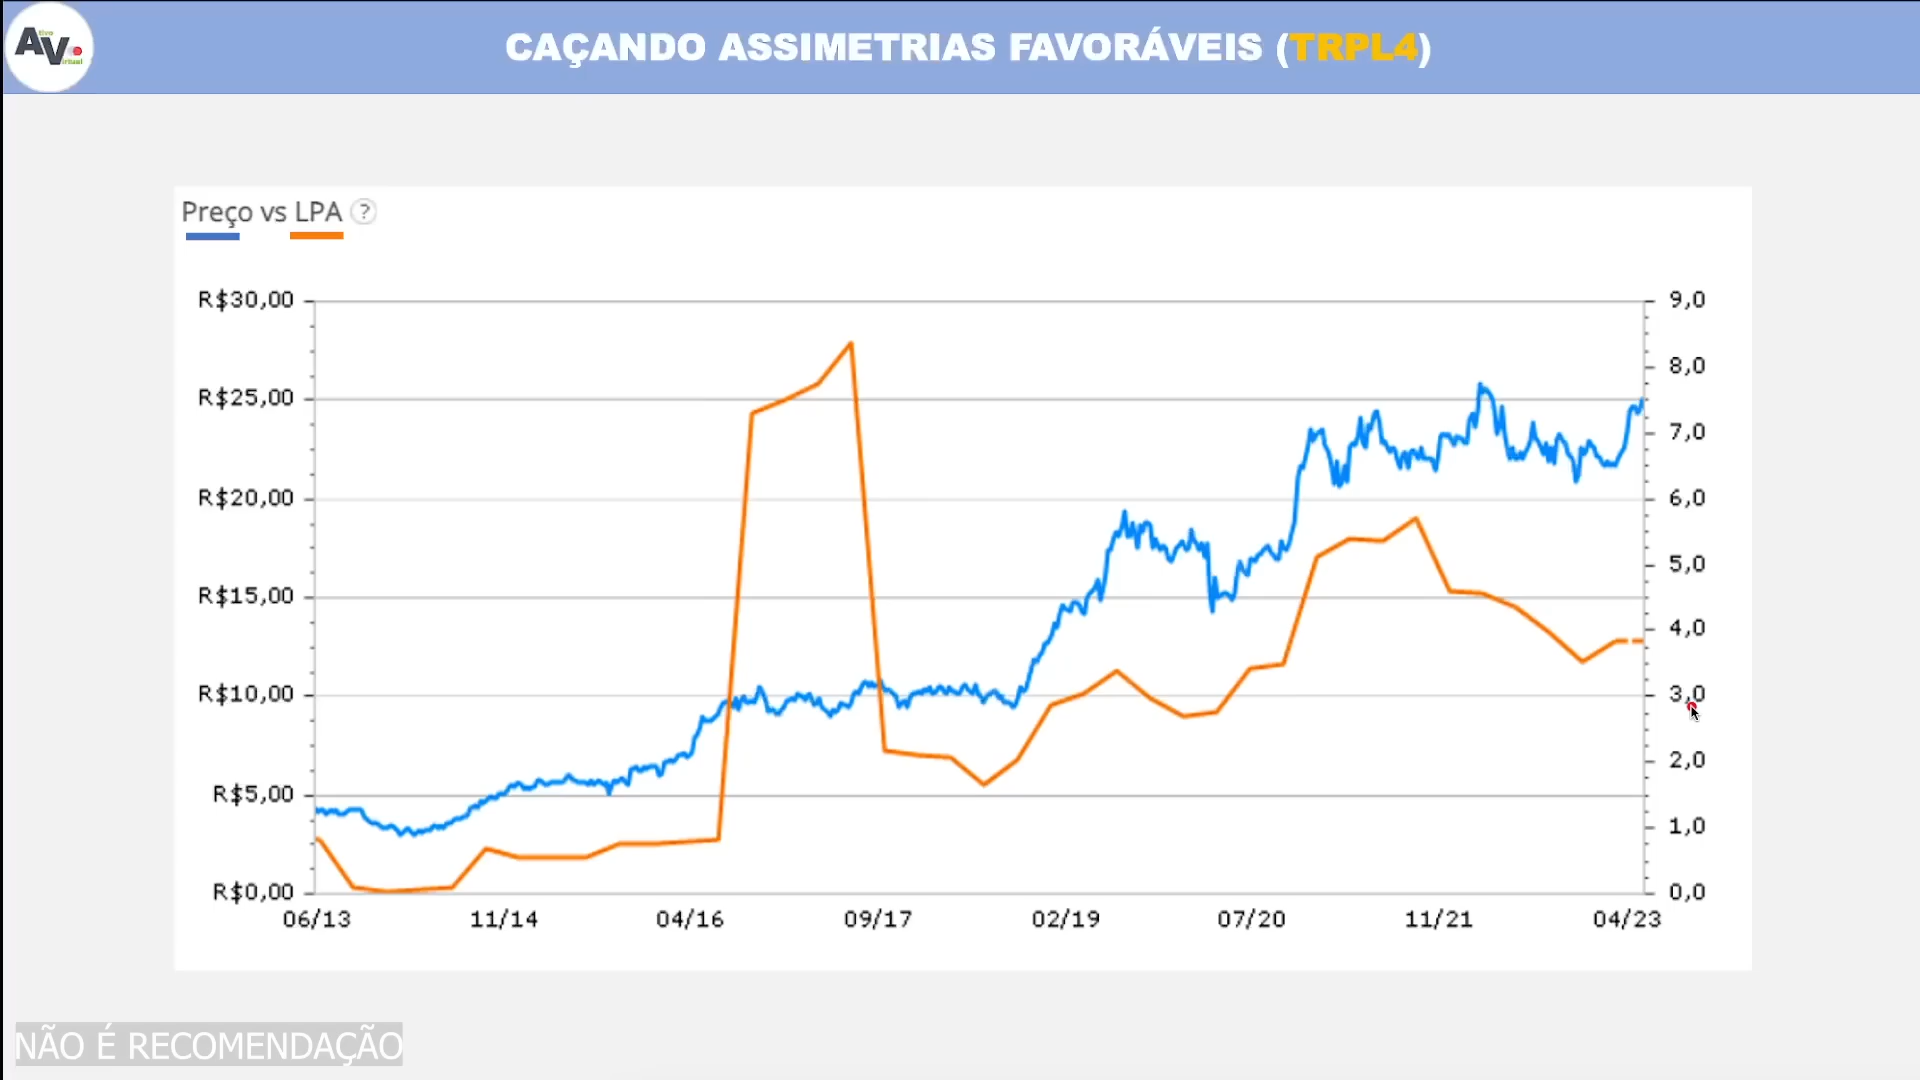 Ativo
Virtual
CAÇANDO ASSIMETRIAS FAVORÁVEIS (TRPL4)
Preço vs LPA ?
R$30,00
R$25,00
R$20,00
R$15,00
R$10,00
R$5,00
R$0,00
9,0
8,0
7,0
6,0
5,0
4,0
3,0
2,0
1,0
0,0
06/13 11/14 04/16 09/17 02/19 07/20 11/21 04/23
NÃO É RECOMENDAÇÃO